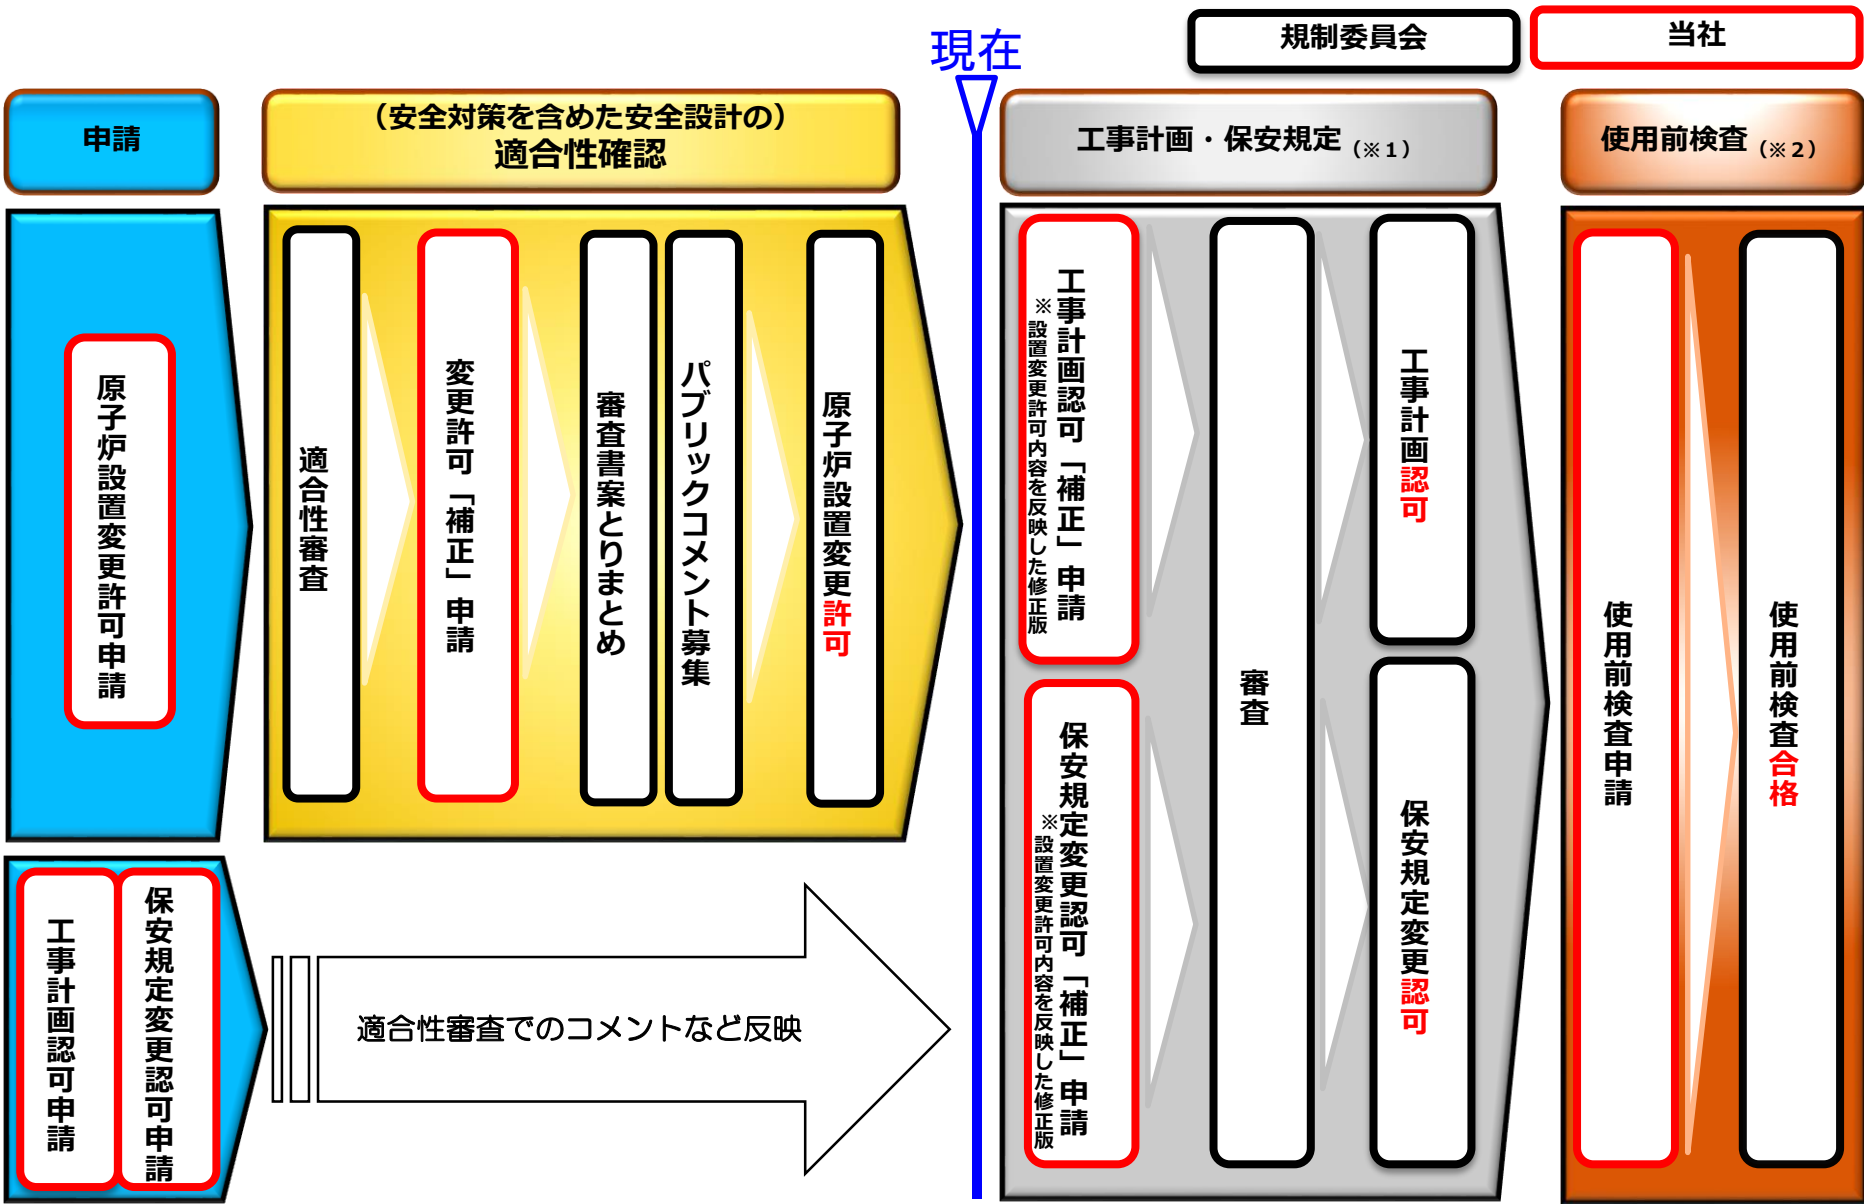 規制委員会
当社
現在
申請
（安全対策を含めた安全設計の）
適合性確認
工事計画・保安規定（※１）
使用前検査（※２）
原子炉設置変更許可申請
適合性審査
変更許可「補正」申請
審査書案とりまとめ
パブリックコメント募集
原子炉設置変更許可
工事計画認可「補正」申請
※設置変更許可内容を反映した修正版
保安規定変更認可「補正」申請
※設置変更許可内容を反映した修正版
審査
工事計画認可
保安規定変更認可
使用前検査申請
使用前検査合格
工事計画認可申請
保安規定変更認可申請
適合性審査でのコメントなど反映